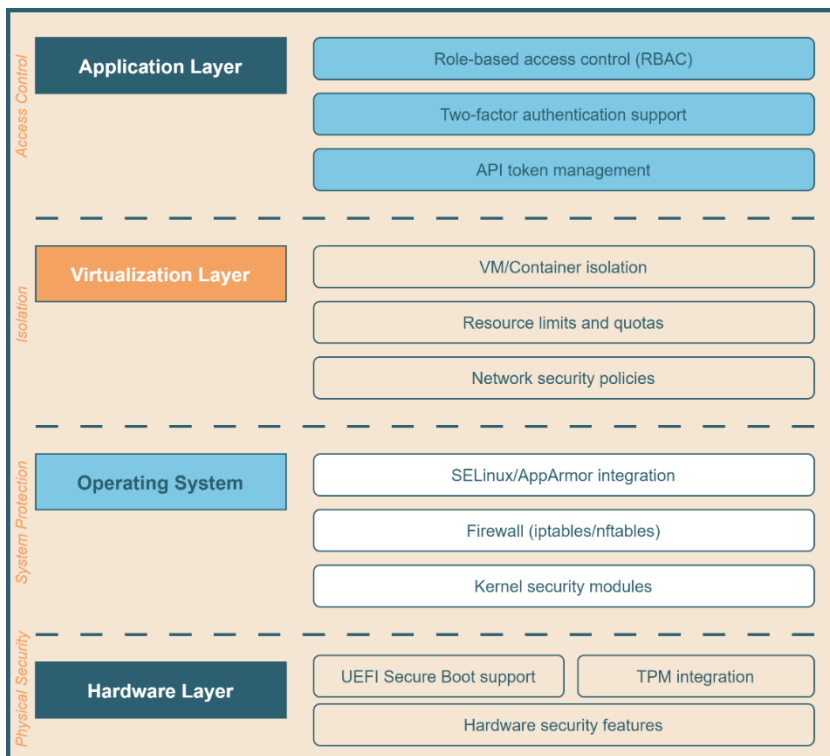 Access Control
Application Layer
Role-based access control (RBAC)
Two-factor authentication support
API token management
Isolation
Virtualization Layer
VM/Container isolation
Resource limits and quotas
Network security policies
System Protection
Operating System
SELinux/AppArmor integration
Firewall (iptables/nftables)
Kernel security modules
Physical Security
Hardware Layer
UEFI Secure Boot support
TPM integration
Hardware security features